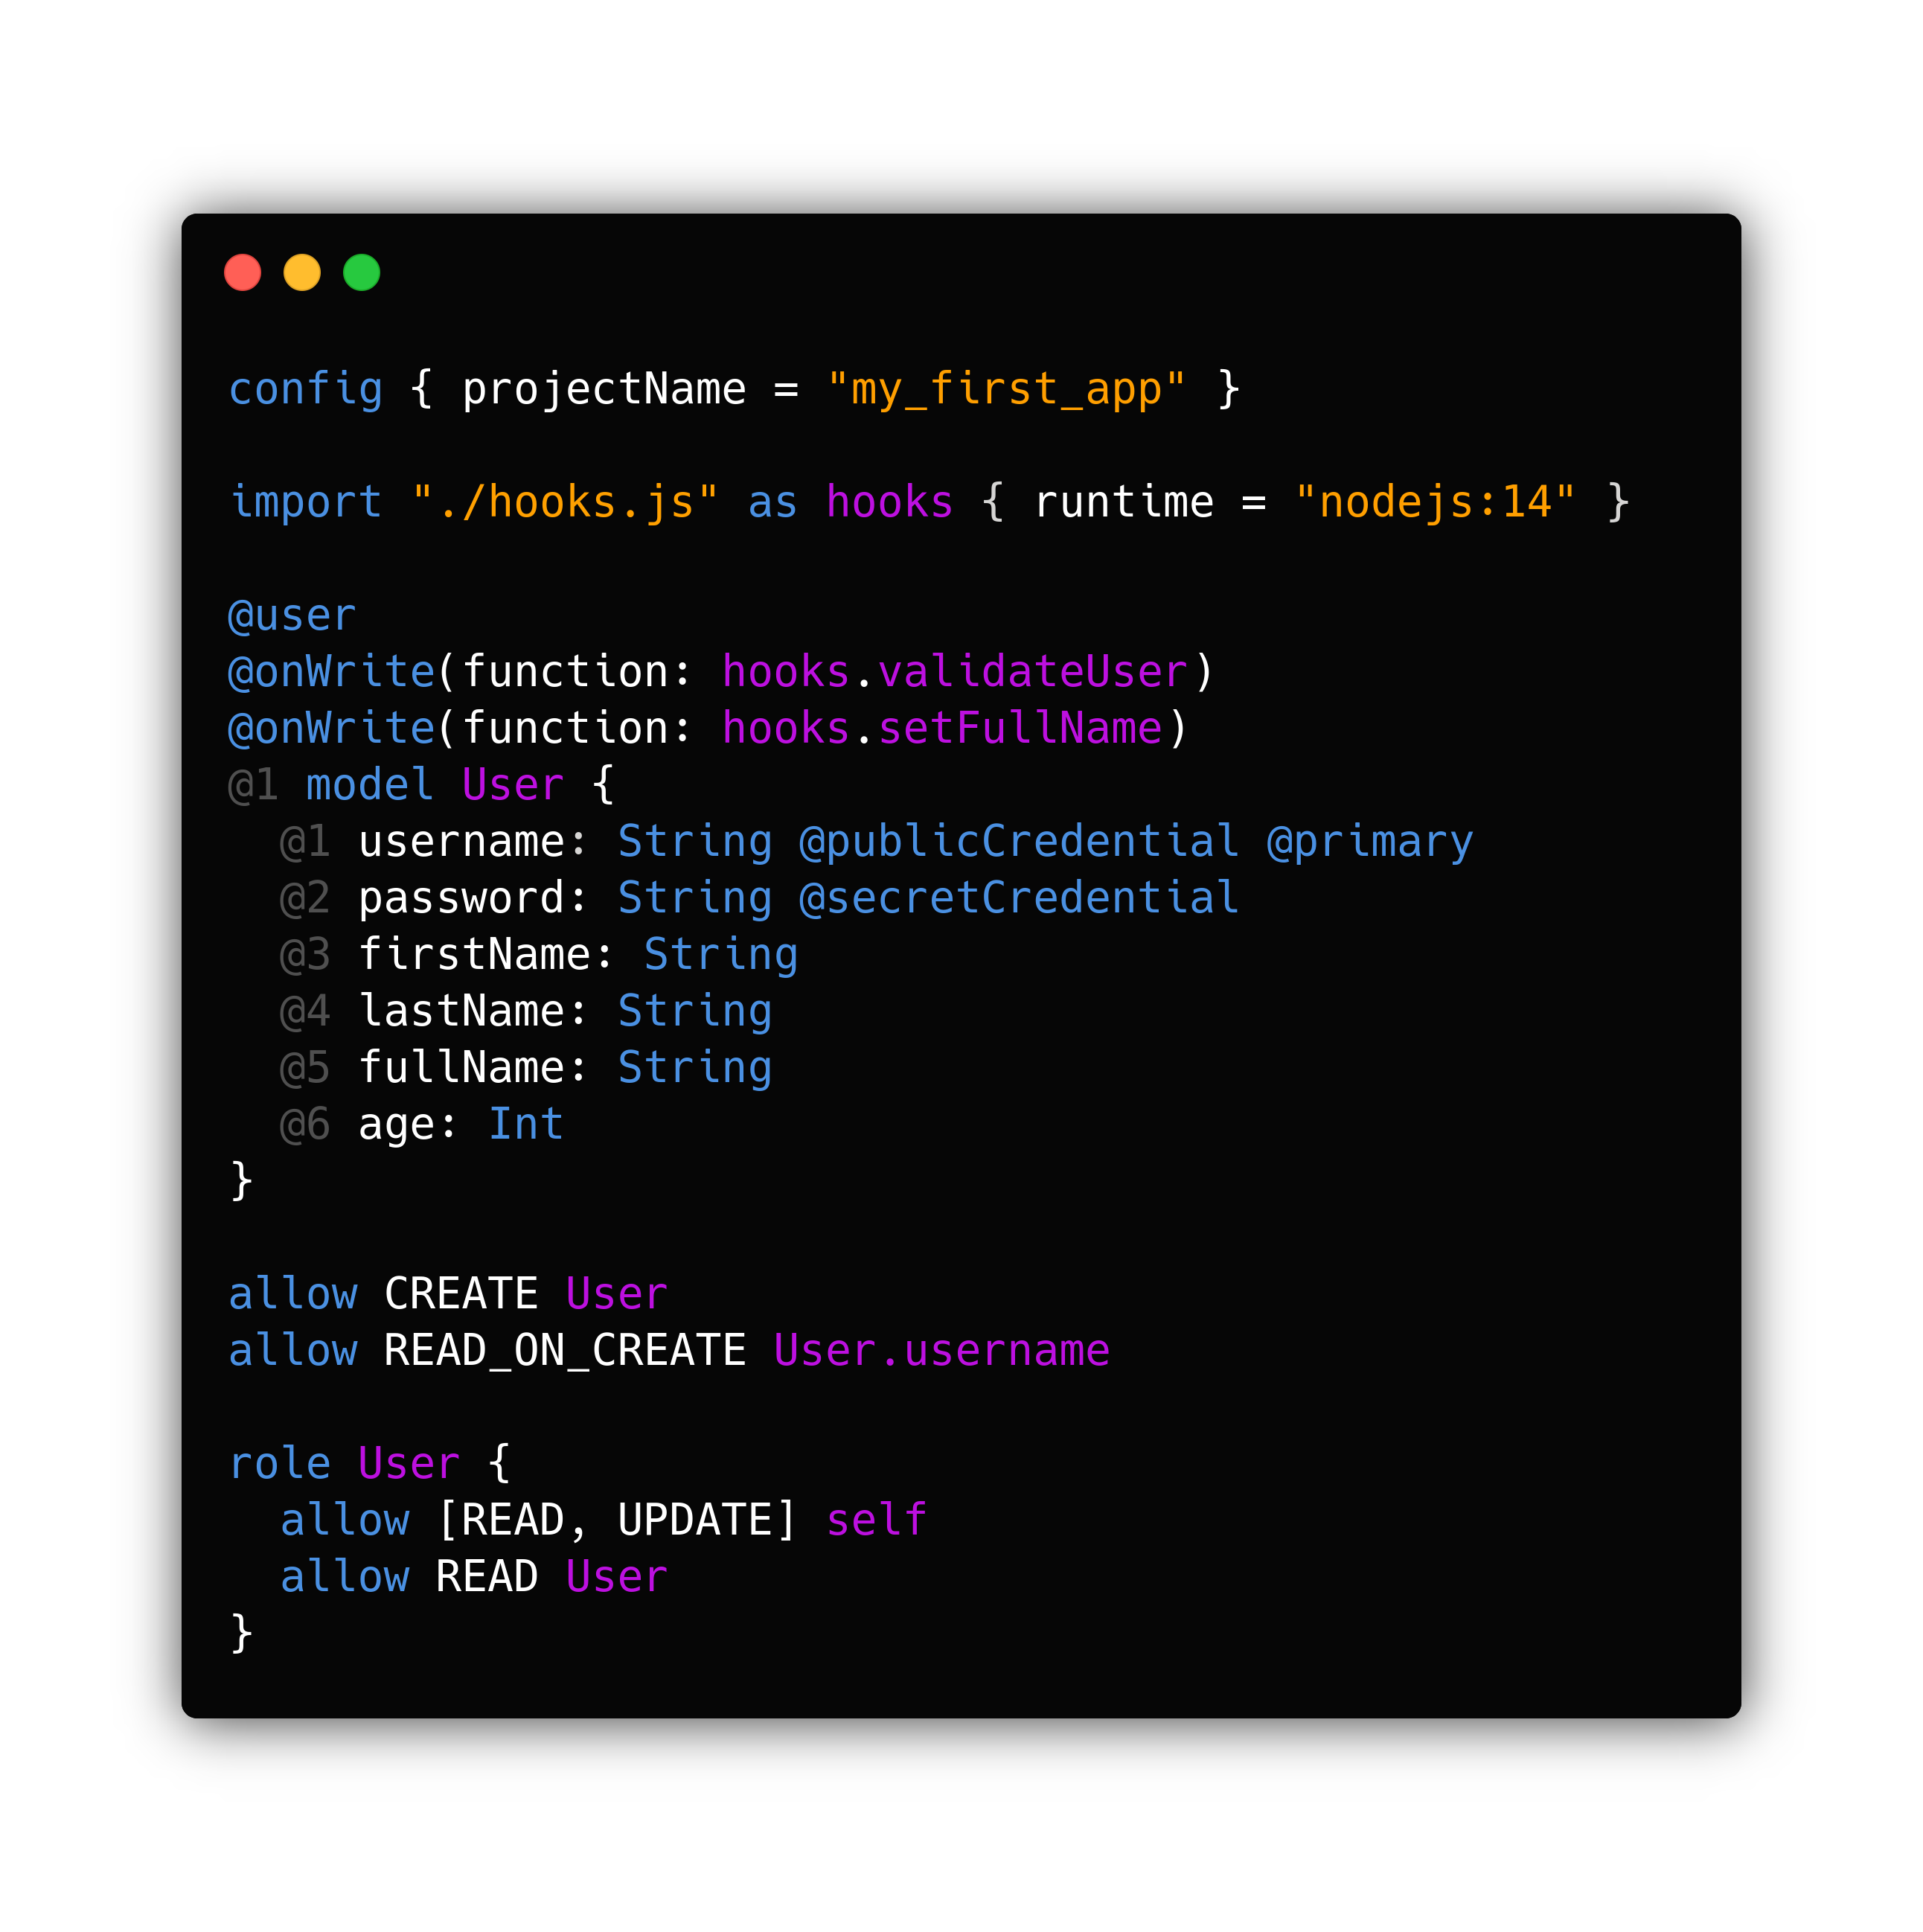 config { projectName = "my_first_app" }
import "./hooks.js" as hooks { runtime = "nodejs:14" }
@user
@onWrite(function: hooks.validateUser)
@onWrite(function: hooks.setFullName)
@1 model User {
  @1 username: String @publicCredential @primary
  @2 password: String @secretCredential
  @3 firstName: String
  @4 lastName: String
  @5 fullName: String
  @6 age: Int
}
allow CREATE User
allow READ_ON_CREATE User.username
role User {
  allow [READ, UPDATE] self
  allow READ User
}